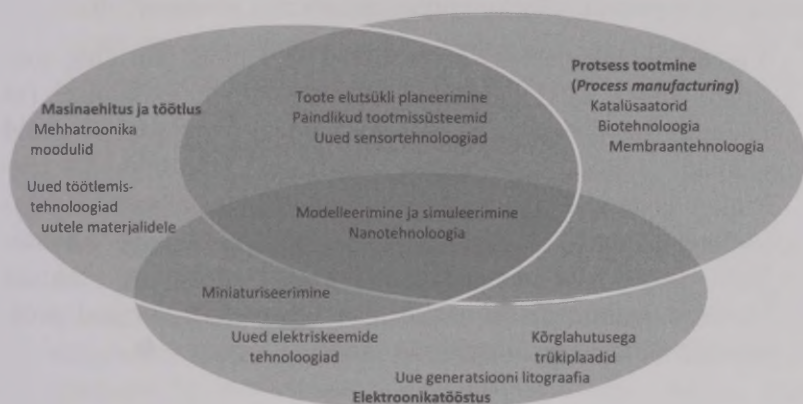 Masinaehitus ja töötlus
Mehhatroonika
moodulid
Uued töötlemis-
tehnoloogiad
uutele materjalidele
Toote elutsükli planeerimine
Paindlikud tootmissüsteemid
Uued sensortehnoloogiad
Protsess tootmine
(Process manufacturing)
Katalüsaatorid
Biotehnoloogia
Membraantehnoloogia
Modelleerimine ja simuleerimine
Nanotehnoloogia
Miniaturiseerimine
Uued elektriskeemide
tehnoloogiad
Kõrglahutusega
trükiplaadid
Uue generatsiooni litograafia
Elektroonikatööstus